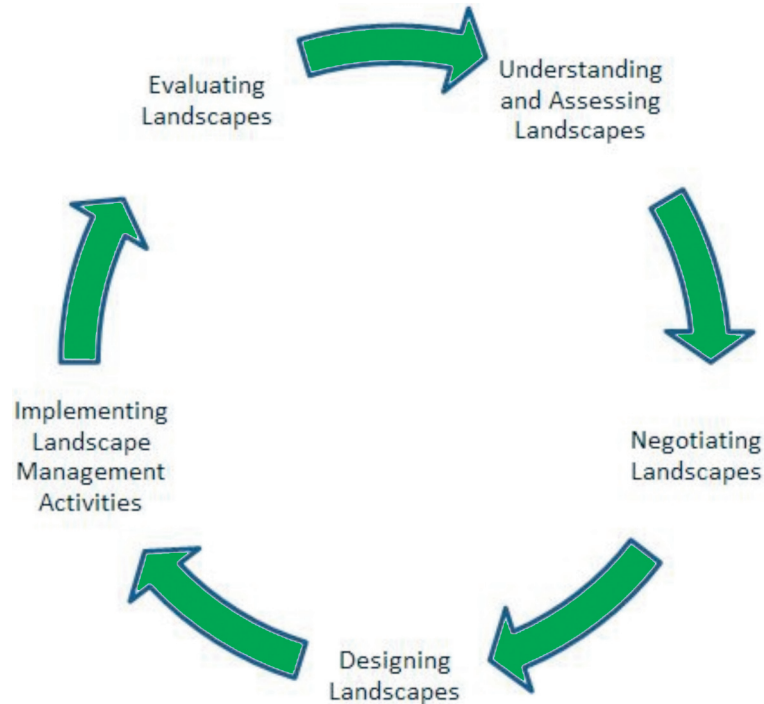 Evaluating
Landscapes
Understanding
and Assessing
Landscapes
Negotiating
Landscapes
Designing
Landscapes
Implementing
Landscape
Management
Activities